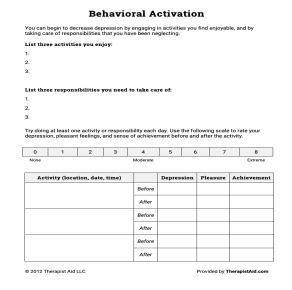 Behavioral Activation
You can begin to decrease depression by engaging in activities you find enjoyable, and by
taking care of responsibilities that you have been neglecting.
List three activities you enjoy:
1.
2.
3.
List three responsibilities you need to take care of:
1.
2.
3.
Try doing at least one activity or responsibility each day. Use the following scale to rate your
depression, pleasant feelings, and sense of achievement before and after the activity.
0 1 2 3 4 5 6 7 8
None Moderate Extreme
Activity (location, date, time) Depression Pleasure Achievement
Before
After
Before
After
Before
After
© 2012 Therapist Aid LLC Provided by TherapistAid.com